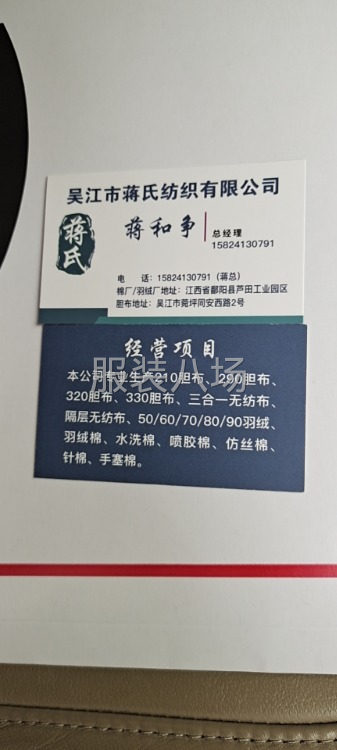 吴江市蒋氏纺织有限公司
蒋氏
蒋和争
总经理
15824130791
电 话：15824130791（蒋总）
棉厂/羽绒厂地址：江西省鄱阳县芦田工业园区
胆布地址：吴江市菀坪同安西路2号
经营项目
本公司专业生产210胆布、290胆布、
320胆布、330胆布、三合一无纺布、
隔层无纺布、50/60/70/80/90羽绒、
羽绒棉、水洗棉、喷胶棉、仿丝棉、
针棉、手塞棉。
服装八场